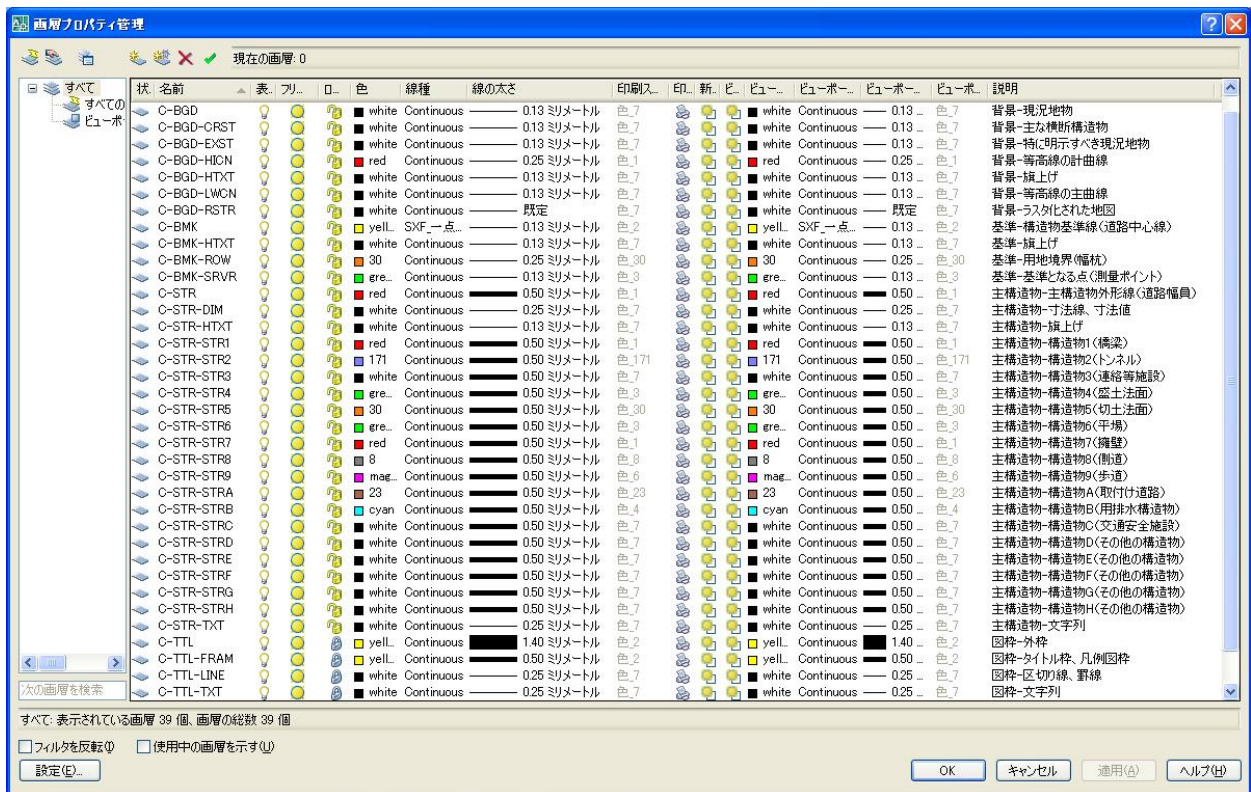 画層プロパティ管理
現在の画層: 0
すべて
すべての
ビューポ
次の画層を検索
状. 名前 表.. フリ... ロ... 色 線種 線の太さ 印刷ス... 印... 新.. ビ... ビュー... ビューポー... ビューポー... ビューポ... 説明
C-BGD white Continuous 0.13 ミリメートル 色_7 white Continuous 0.13 ... 色_7 背景-現況地物
C-BGD-CRST white Continuous 0.13 ミリメートル 色_7 white Continuous 0.13 ... 色_7 背景-主な横断構造物
C-BGD-EXST white Continuous 0.13 ミリメートル 色_7 white Continuous 0.13 ... 色_7 背景-特に明示すべき現況地物
C-BGD-HICN red Continuous 0.25 ミリメートル 色_1 red Continuous 0.25 ... 色_1 背景-等高線の計曲線
C-BGD-HTXT white Continuous 0.13 ミリメートル 色_7 white Continuous 0.13 ... 色_7 背景-旗上げ
C-BGD-LWCN white Continuous 0.13 ミリメートル 色_7 white Continuous 0.13 ... 色_7 背景-等高線の主曲線
C-BGD-RSTR white Continuous 既定 色_7 white Continuous 既定 色_7 背景-ラスタ化された地図
C-BMK yell... SXF_一点... 0.13 ミリメートル 色_2 yell... SXF_一点... 0.13 ... 色_2 基準-構造物基準線(道路中心線)
C-BMK-HTXT white Continuous 0.13 ミリメートル 色_7 white Continuous 0.13 ... 色_7 基準-旗上げ
C-BMK-ROW 30 Continuous 0.25 ミリメートル 色_30 30 Continuous 0.25 ... 色_30 基準-用地境界(幅杭)
C-BMK-SRVR gre... Continuous 0.13 ミリメートル 色_3 gre... Continuous 0.13 ... 色_3 基準-基準となる点(測量ポイント)
C-STR red Continuous 0.50 ミリメートル 色_1 red Continuous 0.50 ... 色_1 主構造物-主構造物外形線(道路幅員)
C-STR-DIM white Continuous 0.25 ミリメートル 色_7 white Continuous 0.25 ... 色_7 主構造物-寸法線、寸法値
C-STR-HTXT white Continuous 0.13 ミリメートル 色_7 white Continuous 0.13 ... 色_7 主構造物-旗上げ
C-STR-STR1 red Continuous 0.50 ミリメートル 色_1 red Continuous 0.50 ... 色_1 主構造物-構造物1(橋梁)
C-STR-STR2 171 Continuous 0.50 ミリメートル 色_171 171 Continuous 0.50 ... 色_171 主構造物-構造物2(トンネル)
C-STR-STR3 white Continuous 0.50 ミリメートル 色_7 white Continuous 0.50 ... 色_7 主構造物-構造物3(連絡等施設)
C-STR-STR4 gre... Continuous 0.50 ミリメートル 色_3 gre... Continuous 0.50 ... 色_3 主構造物-構造物4(盛土法面)
C-STR-STR5 30 Continuous 0.50 ミリメートル 色_30 30 Continuous 0.50 ... 色_30 主構造物-構造物5(切土法面)
C-STR-STR6 gre... Continuous 0.50 ミリメートル 色_3 gre... Continuous 0.50 ... 色_3 主構造物-構造物6(平場)
C-STR-STR7 red Continuous 0.50 ミリメートル 色_1 red Continuous 0.50 ... 色_1 主構造物-構造物7(擁壁)
C-STR-STR8 8 Continuous 0.50 ミリメートル 色_8 8 Continuous 0.50 ... 色_8 主構造物-構造物8(側道)
C-STR-STR9 mag... Continuous 0.50 ミリメートル 色_6 mag... Continuous 0.50 ... 色_6 主構造物-構造物9(歩道)
C-STR-STRA 23 Continuous 0.50 ミリメートル 色_23 23 Continuous 0.50 ... 色_23 主構造物-構造物A(取付け道路)
C-STR-STRB cyan Continuous 0.50 ミリメートル 色_4 cyan Continuous 0.50 ... 色_4 主構造物-構造物B(用排水構造物)
C-STR-STRC white Continuous 0.50 ミリメートル 色_7 white Continuous 0.50 ... 色_7 主構造物-構造物C(交通安全施設)
C-STR-STRD white Continuous 0.50 ミリメートル 色_7 white Continuous 0.50 ... 色_7 主構造物-構造物D(その他の構造物)
C-STR-STRE white Continuous 0.50 ミリメートル 色_7 white Continuous 0.50 ... 色_7 主構造物-構造物E(その他の構造物)
C-STR-STRF white Continuous 0.50 ミリメートル 色_7 white Continuous 0.50 ... 色_7 主構造物-構造物F(その他の構造物)
C-STR-STRG white Continuous 0.50 ミリメートル 色_7 white Continuous 0.50 ... 色_7 主構造物-構造物G(その他の構造物)
C-STR-STRH white Continuous 0.50 ミリメートル 色_7 white Continuous 0.50 ... 色_7 主構造物-構造物H(その他の構造物)
C-STR-TXT white Continuous 0.25 ミリメートル 色_7 white Continuous 0.25 ... 色_7 主構造物-文字列
C-TTL yell... Continuous 1.40 ミリメートル 色_2 yell... Continuous 1.40 ... 色_2 図枠-外枠
C-TTL-FRAM yell... Continuous 0.50 ミリメートル 色_2 yell... Continuous 0.50 ... 色_2 図枠-タイトル枠、凡例図枠
C-TTL-LINE white Continuous 0.25 ミリメートル 色_7 white Continuous 0.25 ... 色_7 図枠-区切り線、罫線
C-TTL-TXT white Continuous 0.25 ミリメートル 色_7 white Continuous 0.25 ... 色_7 図枠-文字列
すべて: 表示されている画層 39 個、画層の総数 39 個
フィルタを反転(I) 使用中の画層を示す(U)
設定(E)... OK キャンセル 適用(A) ヘルプ(H)